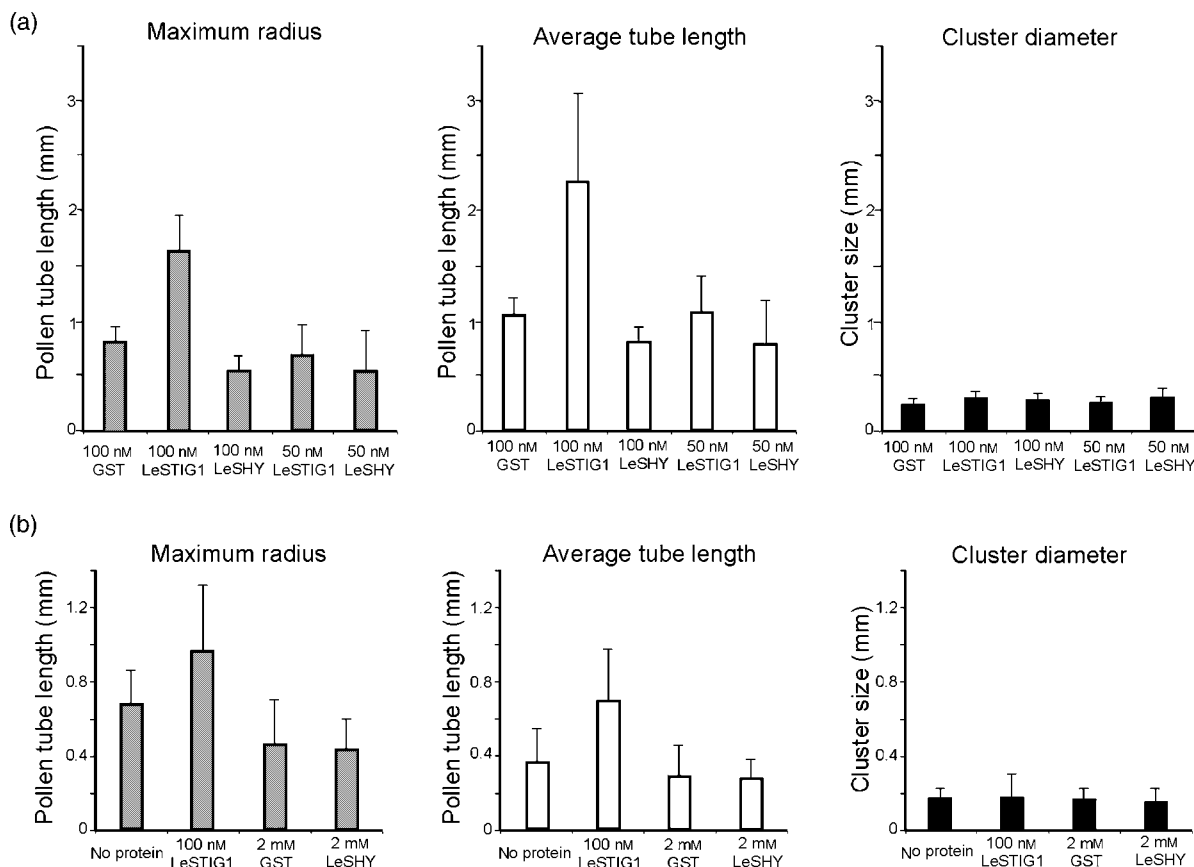 (a)
Maximum radius
Pollen tube length (mm)
3
2
1
0
100 nM
GST
100 nM
LeSTIG1
100 nM
LeSHY
50 nM
LeSTIG1
50 nM
LeSHY
Average tube length
Pollen tube length (mm)
3
2
1
0
100 nM
GST
100 nM
LeSTIG1
100 nM
LeSHY
50 nM
LeSTIG1
50 nM
LeSHY
Cluster diameter
Cluster size (mm)
3
2
1
0
100 nM
GST
100 nM
LeSTIG1
100 nM
LeSHY
50 nM
LeSTIG1
50 nM
LeSHY
(b)
Maximum radius
Pollen tube length (mm)
1.2
0.8
0.4
0
No protein
100 nM
LeSTIG1
2 mM
GST
2 mM
LeSHY
Average tube length
Pollen tube length (mm)
1.2
0.8
0.4
0
No protein
100 nM
LeSTIG1
2 mM
GST
2 mM
LeSHY
Cluster diameter
Cluster size (mm)
1.2
0.8
0.4
0
No protein
100 nM
LeSTIG1
2 mM
GST
2 mM
LeSHY